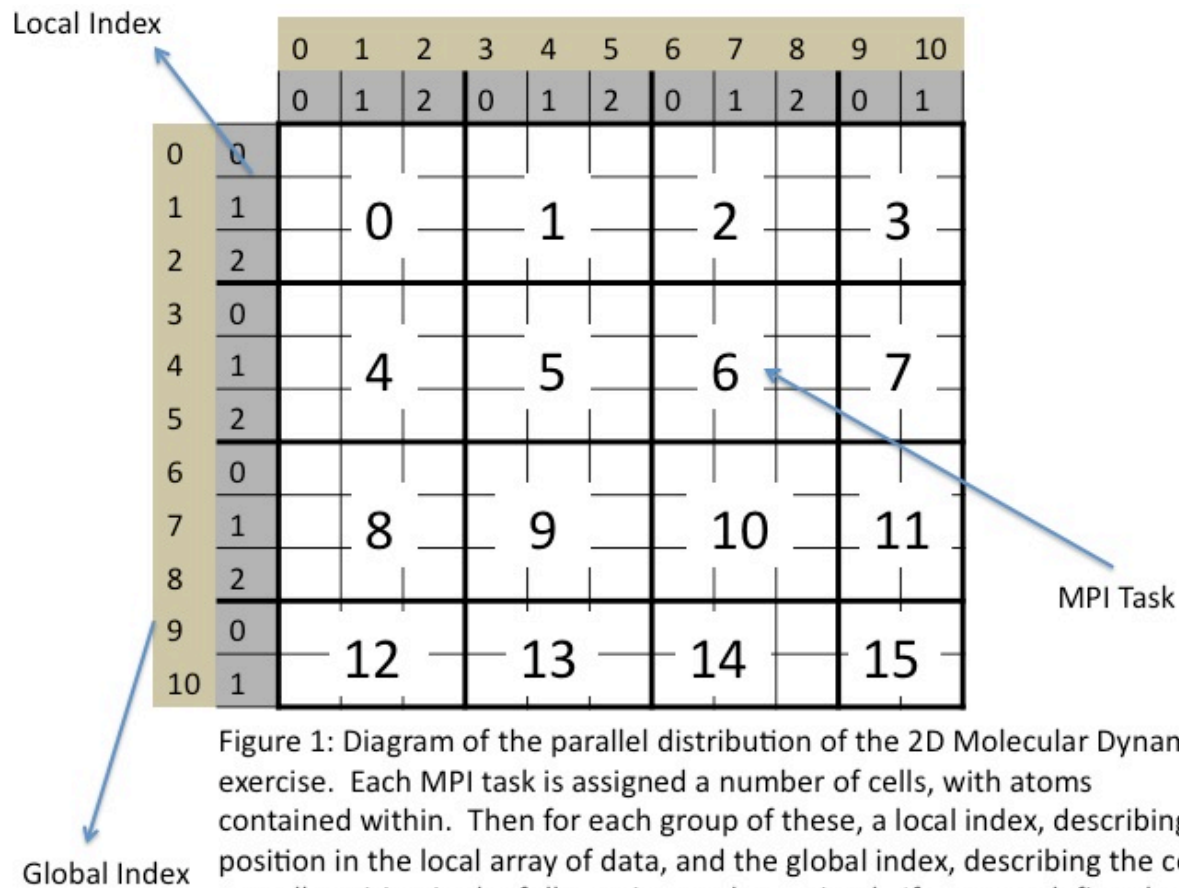 Local Index
0 1 2 3 4 5 6 7 8 9 10
0 1 2 0 1 2 0 1 2 0 1
0 0
1 1
2 2
0 1 2 3
3 0
4 1
5 2
4 5 6 7
6 0
7 1
8 2
8 9 10 11
MPI Task
9 0
10 1
12 13 14 15
Figure 1: Diagram of the parallel distribution of the 2D Molecular Dynam
exercise. Each MPI task is assigned a number of cells, with atoms
contained within. Then for each group of these, a local index, describing
position in the local array of data, and the global index, describing the ce
Global Index